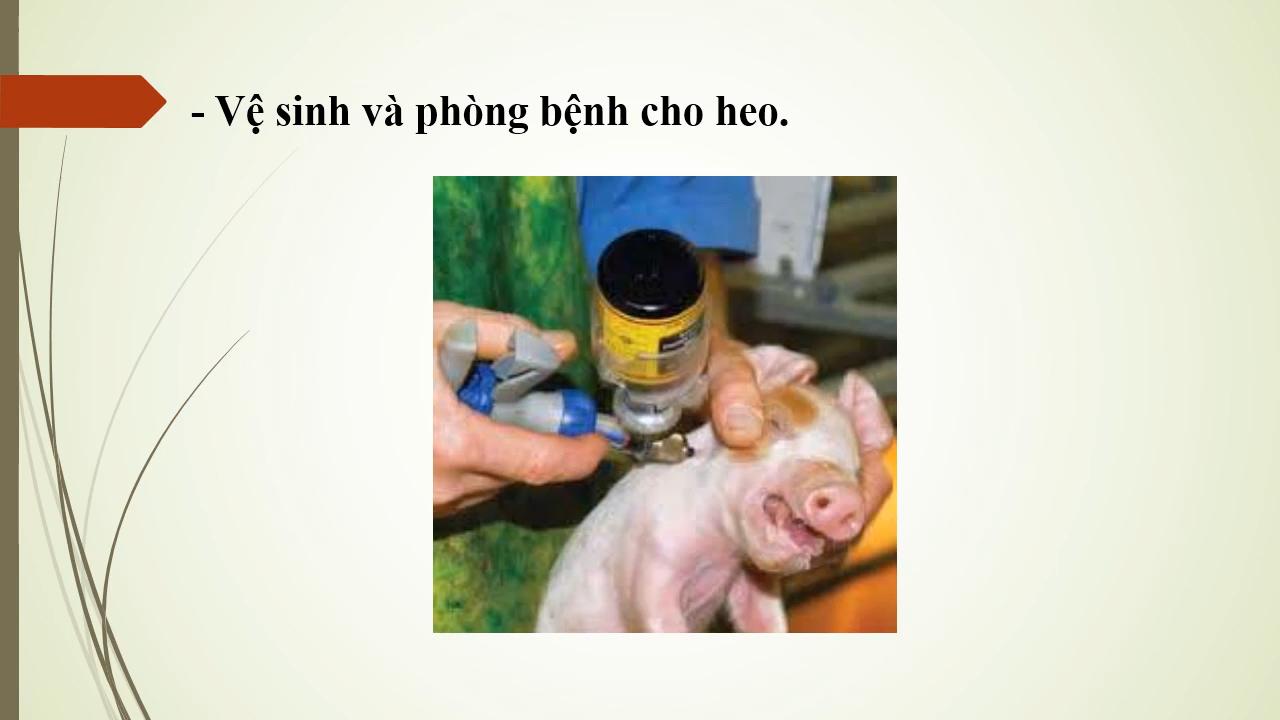 - Vệ sinh và phòng bệnh cho heo.